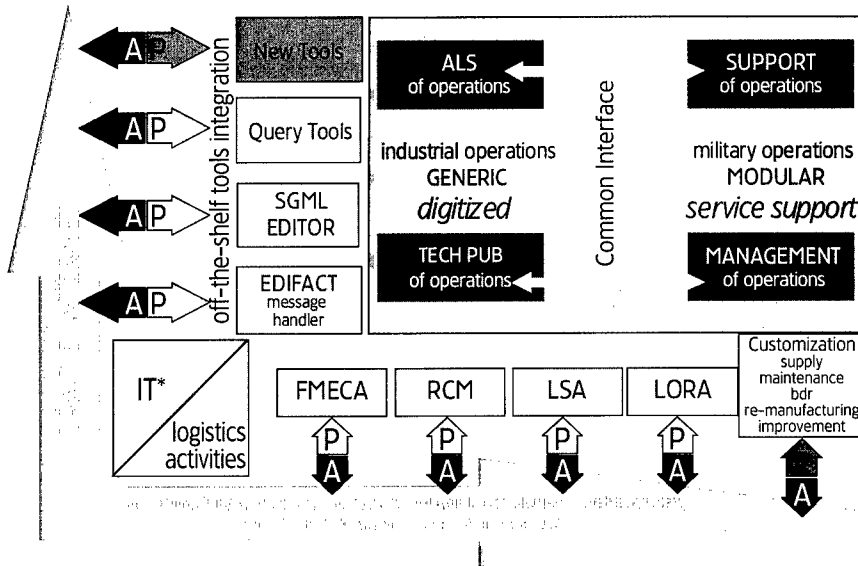 A P
New Tools
A P
Query Tools
A P
SGML
EDITOR
A P
EDIFACT
message
handler
off-the-shelf tools integration
ALS
of operations
SUPPORT
of operations
industrial operations
GENERIC
digitized
Common Interface
military operations
MODULAR
service support
TECH PUB
of operations
MANAGEMENT
of operations
IT*
logistics
activities
FMECA
RCM
LSA
LORA
Customization
supply
maintenance
bdr
re-manufacturing
improvement
P
A
P
A
P
A
P
A
A